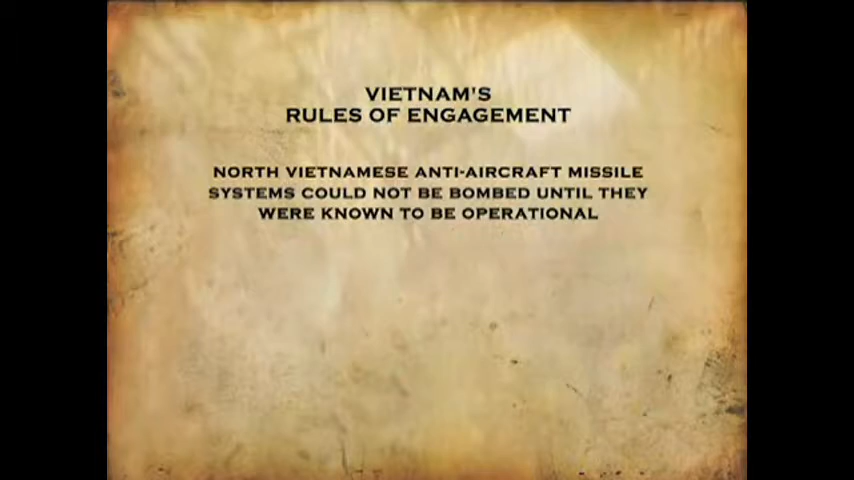 VIETNAM'S
RULES OF ENGAGEMENT
NORTH VIETNAMESE ANTI-AIRCRAFT MISSILE
SYSTEMS COULD NOT BE BOMBED UNTIL THEY
WERE KNOWN TO BE OPERATIONAL